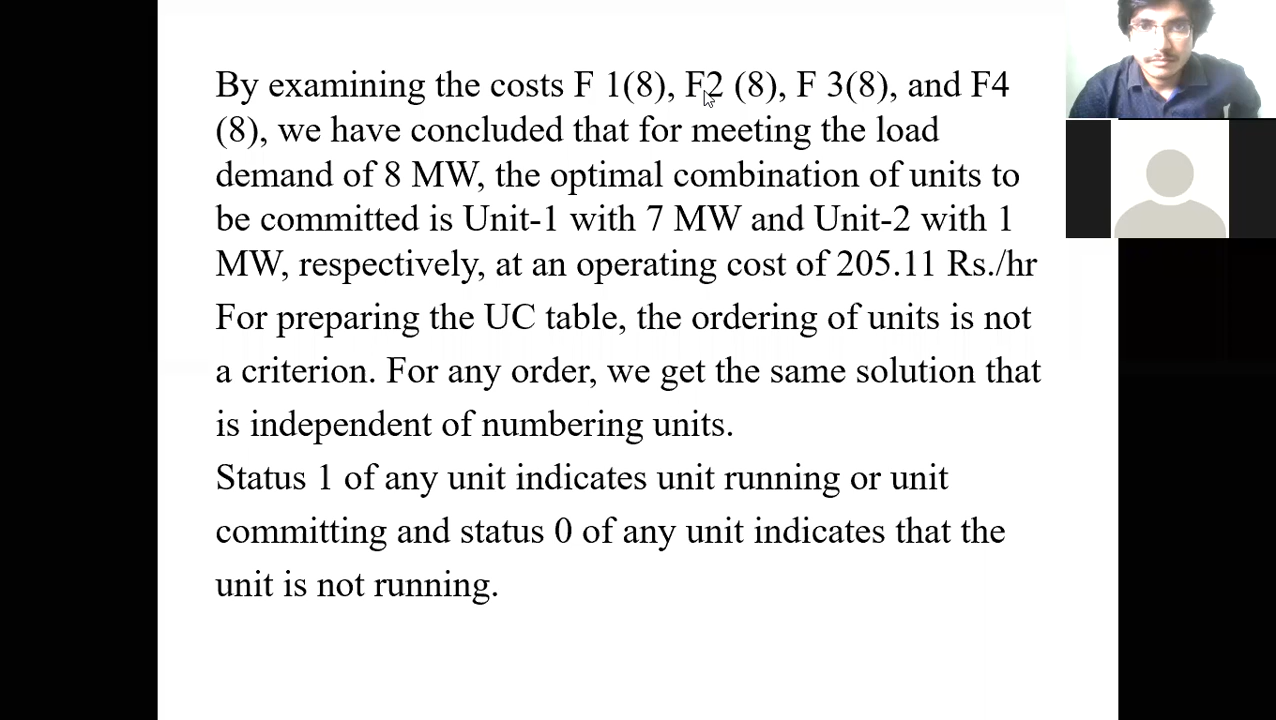 By examining the costs F 1(8), F2 (8), F 3(8), and F4
(8), we have concluded that for meeting the load
demand of 8 MW, the optimal combination of units to
be committed is Unit-1 with 7 MW and Unit-2 with 1
MW, respectively, at an operating cost of 205.11 Rs./hr
For preparing the UC table, the ordering of units is not
a criterion. For any order, we get the same solution that
is independent of numbering units.
Status 1 of any unit indicates unit running or unit
committing and status 0 of any unit indicates that the
unit is not running.